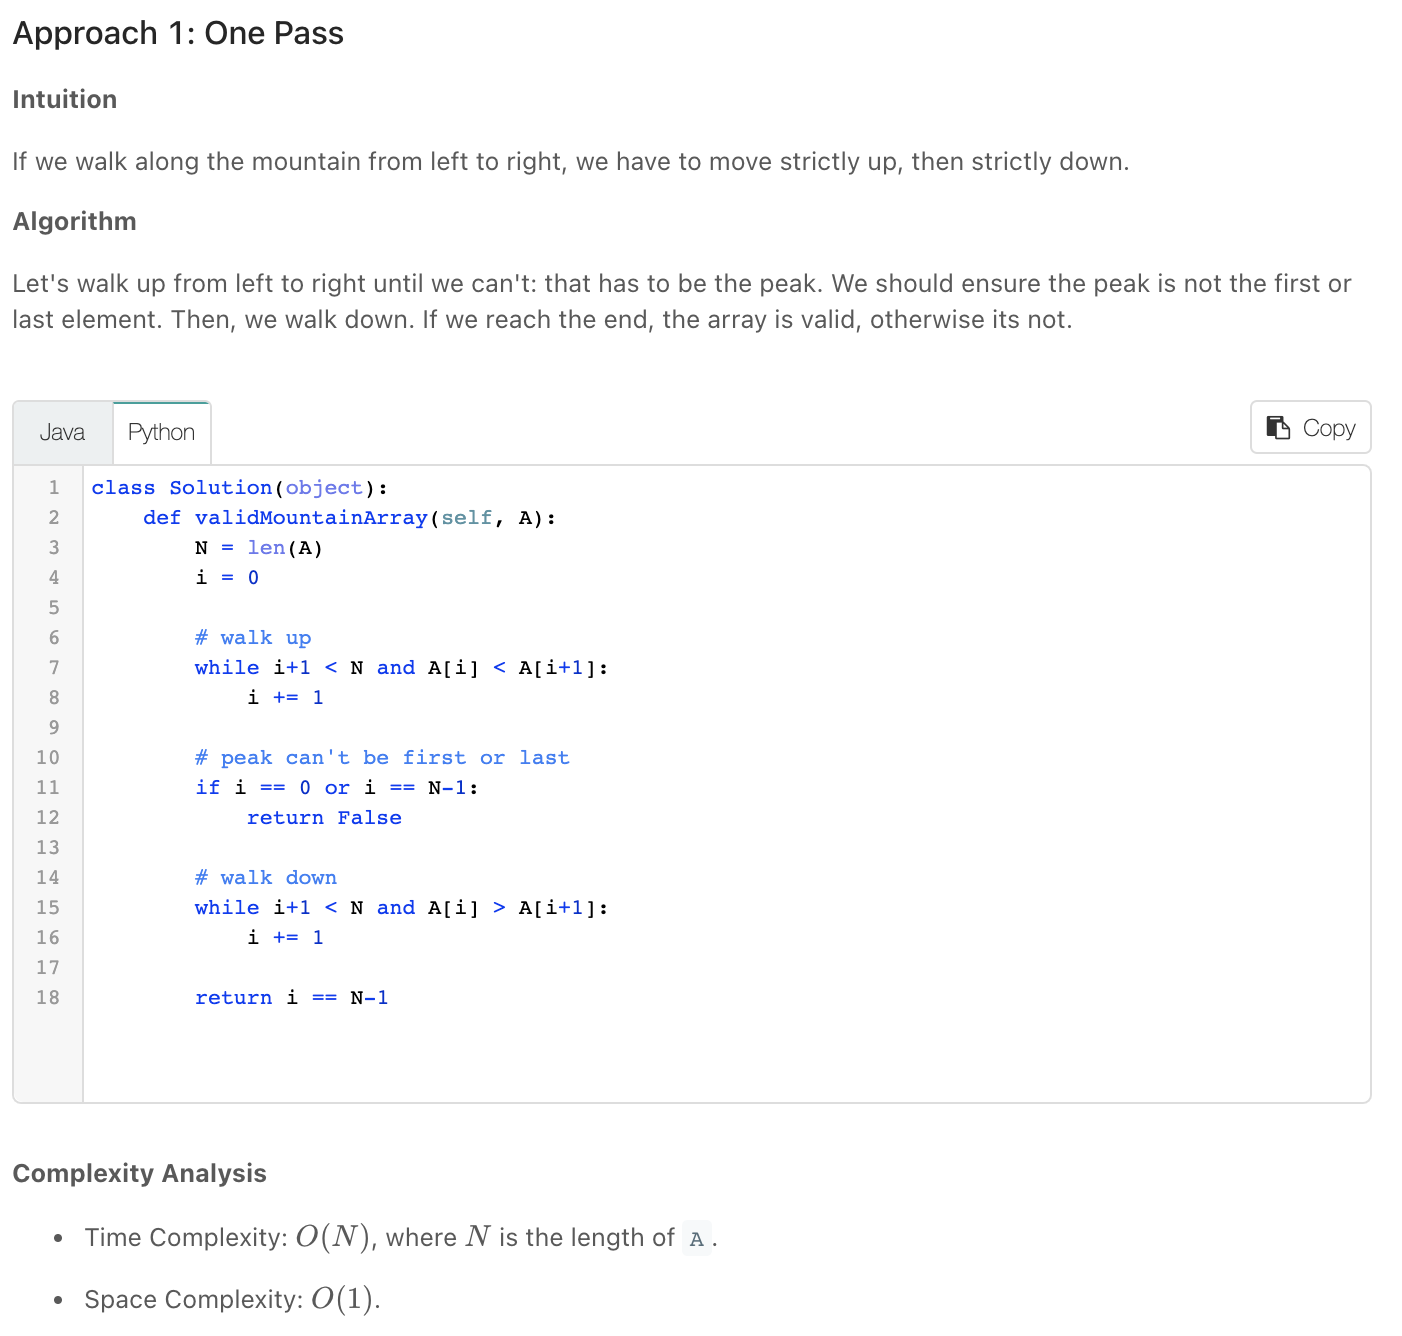 Approach 1: One Pass
Intuition
If we walk along the mountain from left to right, we have to move strictly up, then strictly down.
Algorithm
Let's walk up from left to right until we can't: that has to be the peak. We should ensure the peak is not the first or
last element. Then, we walk down. If we reach the end, the array is valid, otherwise its not.
Java Python Copy
1 class Solution(object):
2     def validMountainArray(self, A):
3         N = len(A)
4         i = 0
5
6         # walk up
7         while i+1 < N and A[i] < A[i+1]:
8             i += 1
9
10         # peak can't be first or last
11         if i == 0 or i == N-1:
12             return False
13
14         # walk down
15         while i+1 < N and A[i] > A[i+1]:
16             i += 1
17
18         return i == N-1
Complexity Analysis
• Time Complexity: O(N), where N is the length of A.
• Space Complexity: O(1).